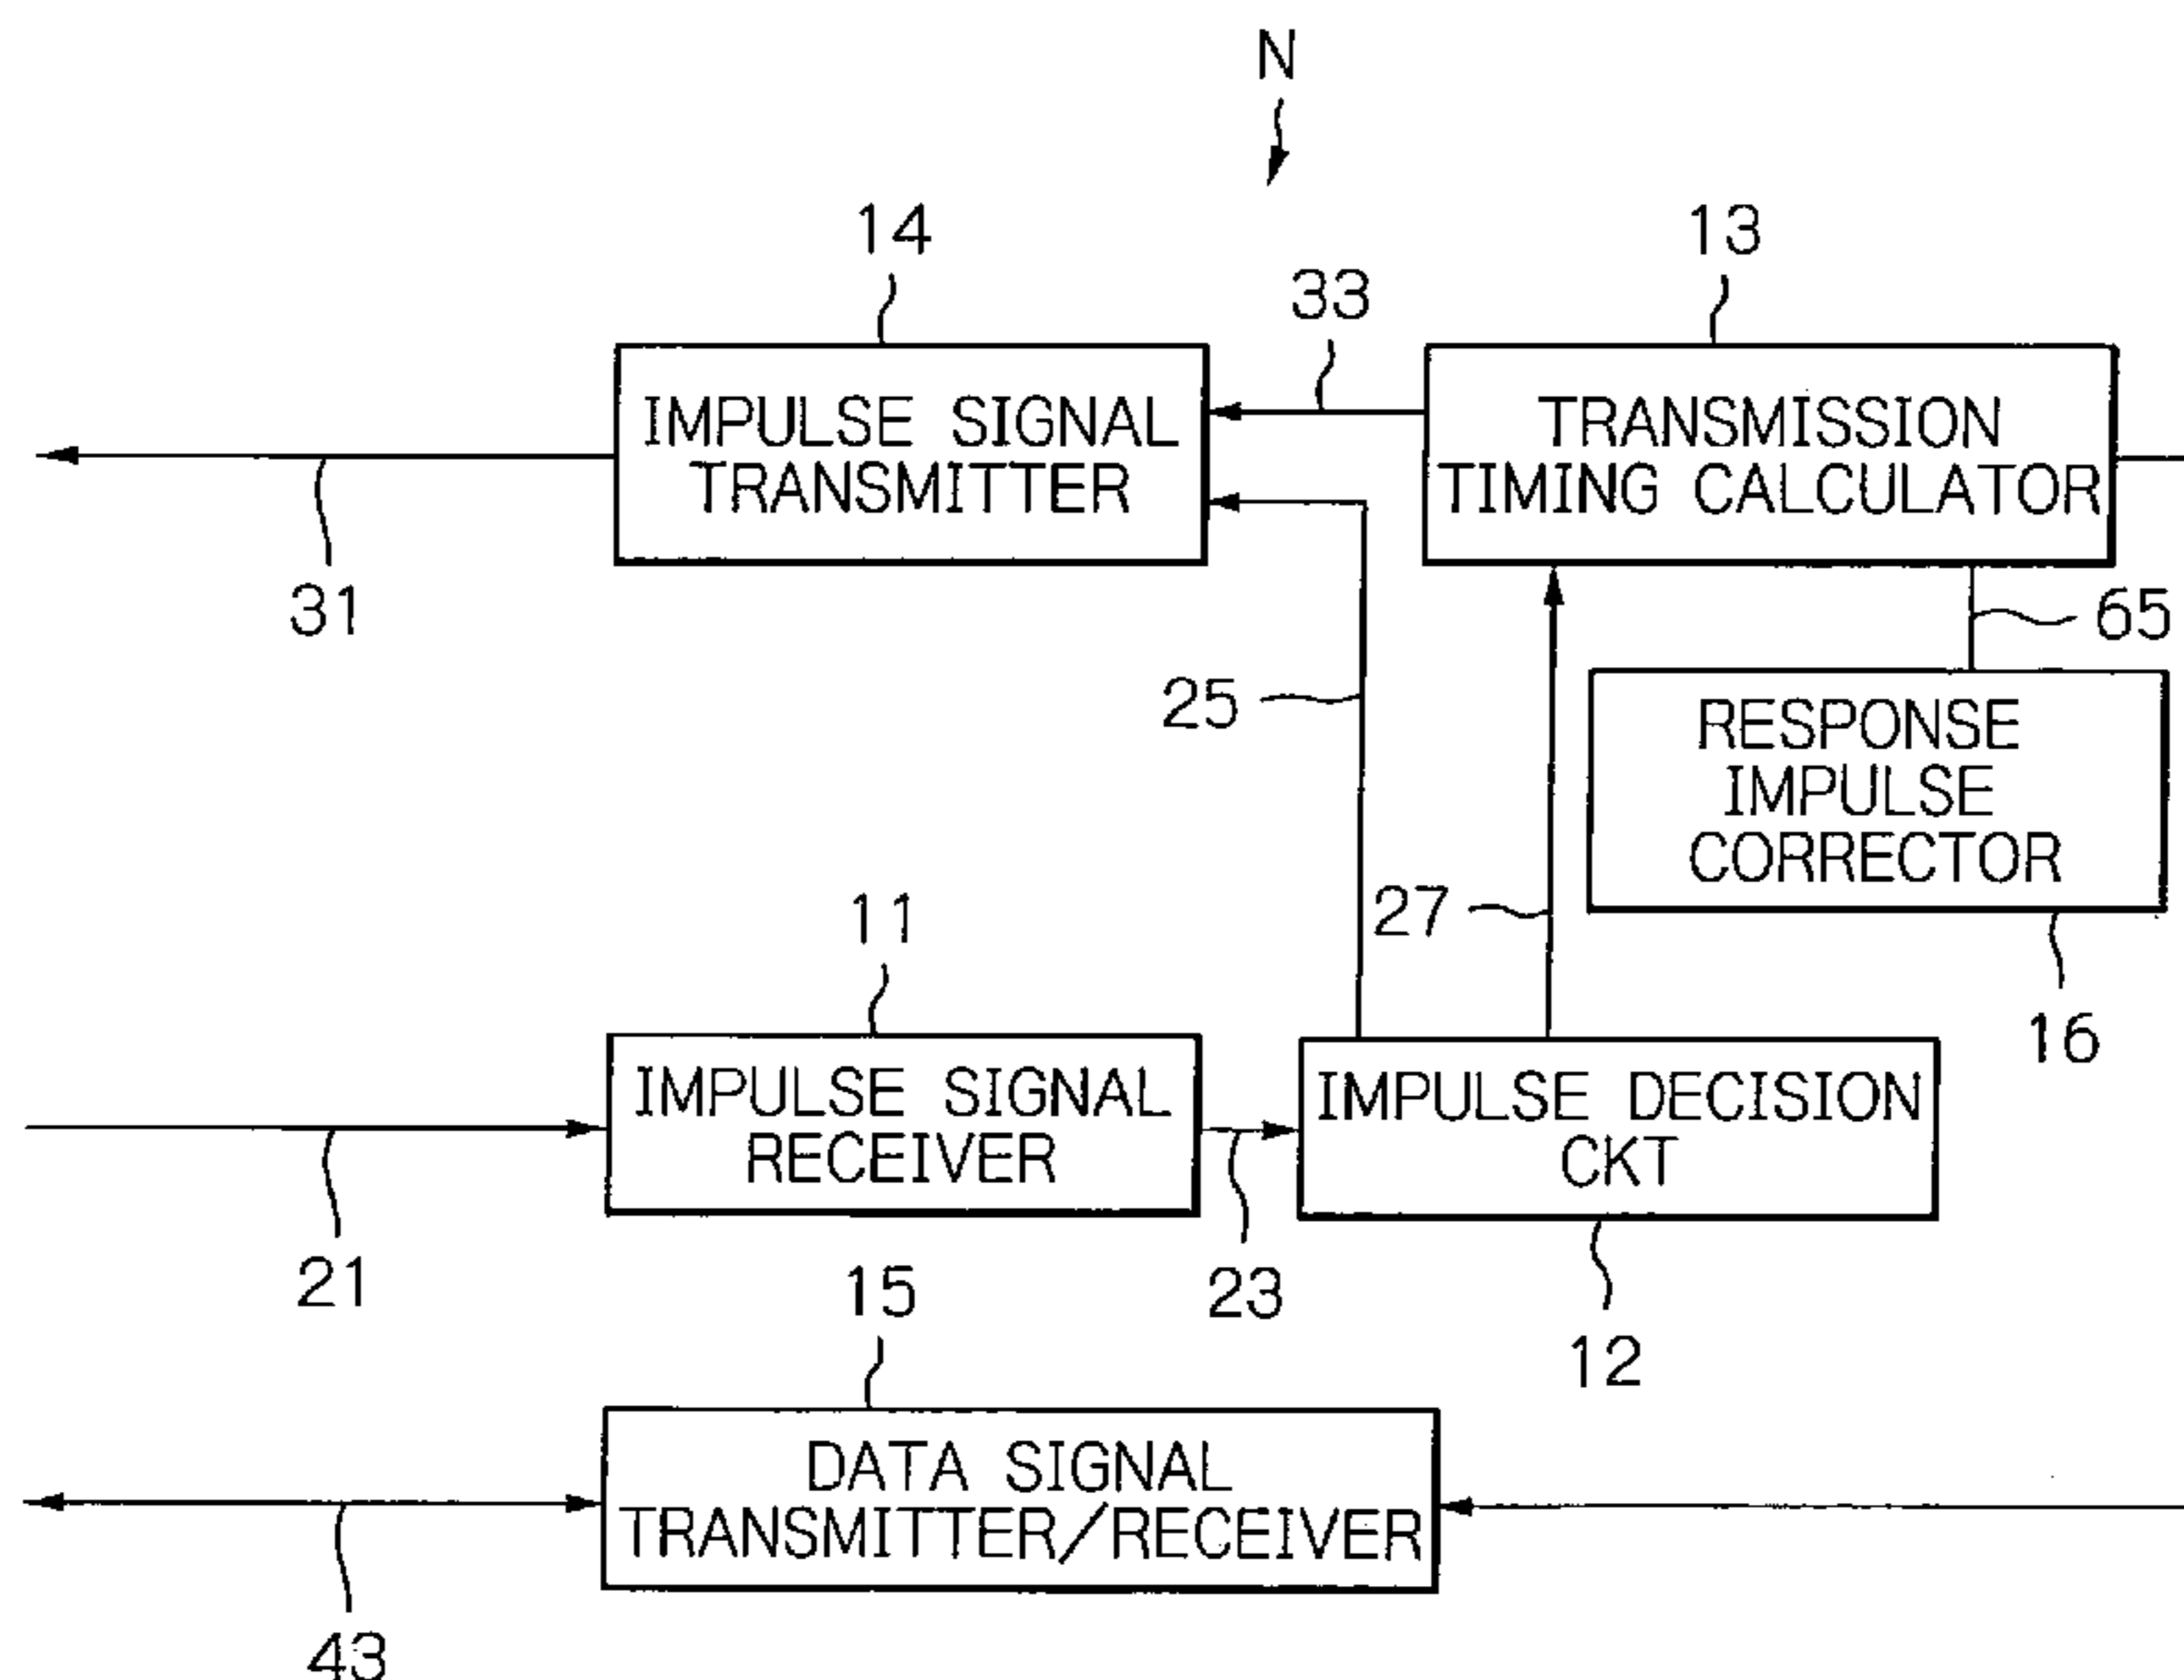 N
14
13
33
IMPULSE SIGNAL
TRANSMITTER
TRANSMISSION
TIMING CALCULATOR
31
65
25
RESPONSE
IMPULSE
CORRECTOR
27
11
16
IMPULSE SIGNAL
RECEIVER
IMPULSE DECISION
CKT
21
23
15
12
DATA SIGNAL
TRANSMITTER/RECEIVER
43